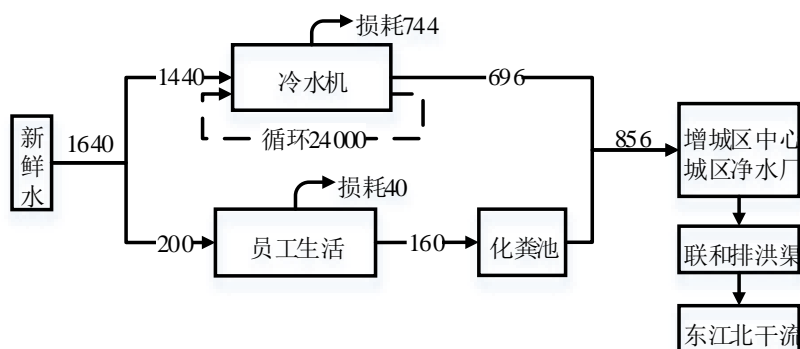 损耗744
1440
冷水机
696
循环24000
新
鲜
水
1640
856
增城区中心
城区净水厂
损耗40
200
员工生活
160
化粪池
联和排洪渠
东江北干流